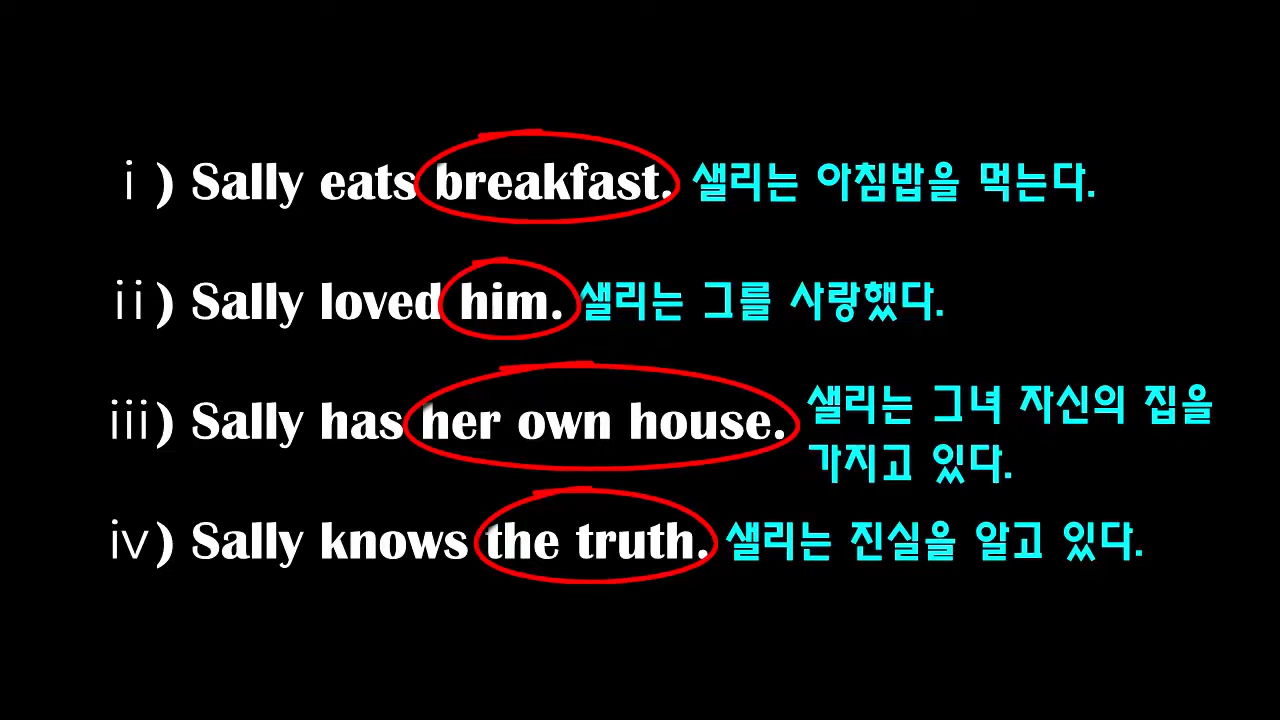 ⅰ) Sally eats breakfast. 샐리는 아침밥을 먹는다.
ⅱ) Sally loved him. 샐리는 그를 사랑했다.
ⅲ) Sally has her own house. 샐리는 그녀 자신의 집을
가지고 있다.
ⅳ) Sally knows the truth. 샐리는 진실을 알고 있다.